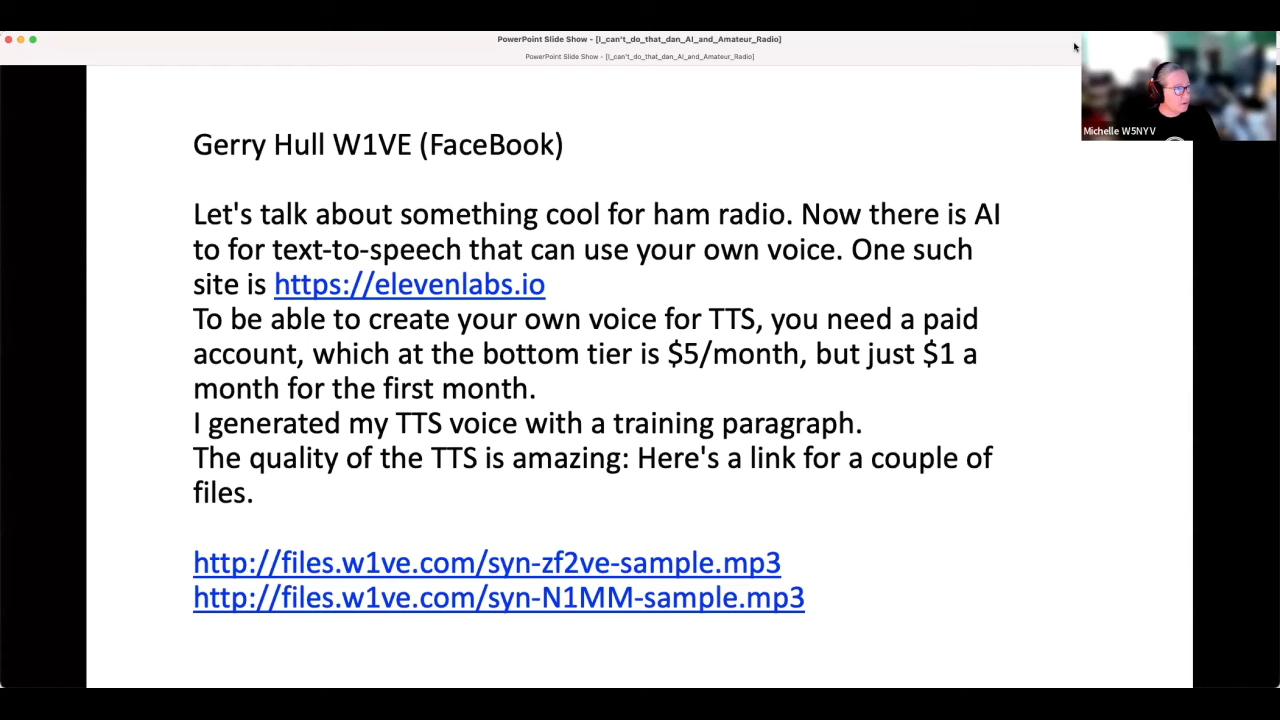 PowerPoint Slide Show - [I_can't_do_that_dan_AI_and_Amateur_Radio]
PowerPoint Slide Show - [I_can't_do_that_dan_AI_and_Amateur_Radio]
Michelle W5NYV
Gerry Hull W1VE (FaceBook)
Let's talk about something cool for ham radio. Now there is AI
to for text-to-speech that can use your own voice. One such
site is https://elevenlabs.io
To be able to create your own voice for TTS, you need a paid
account, which at the bottom tier is $5/month, but just $1 a
month for the first month.
I generated my TTS voice with a training paragraph.
The quality of the TTS is amazing: Here's a link for a couple of
files.
http://files.w1ve.com/syn-zf2ve-sample.mp3
http://files.w1ve.com/syn-N1MM-sample.mp3